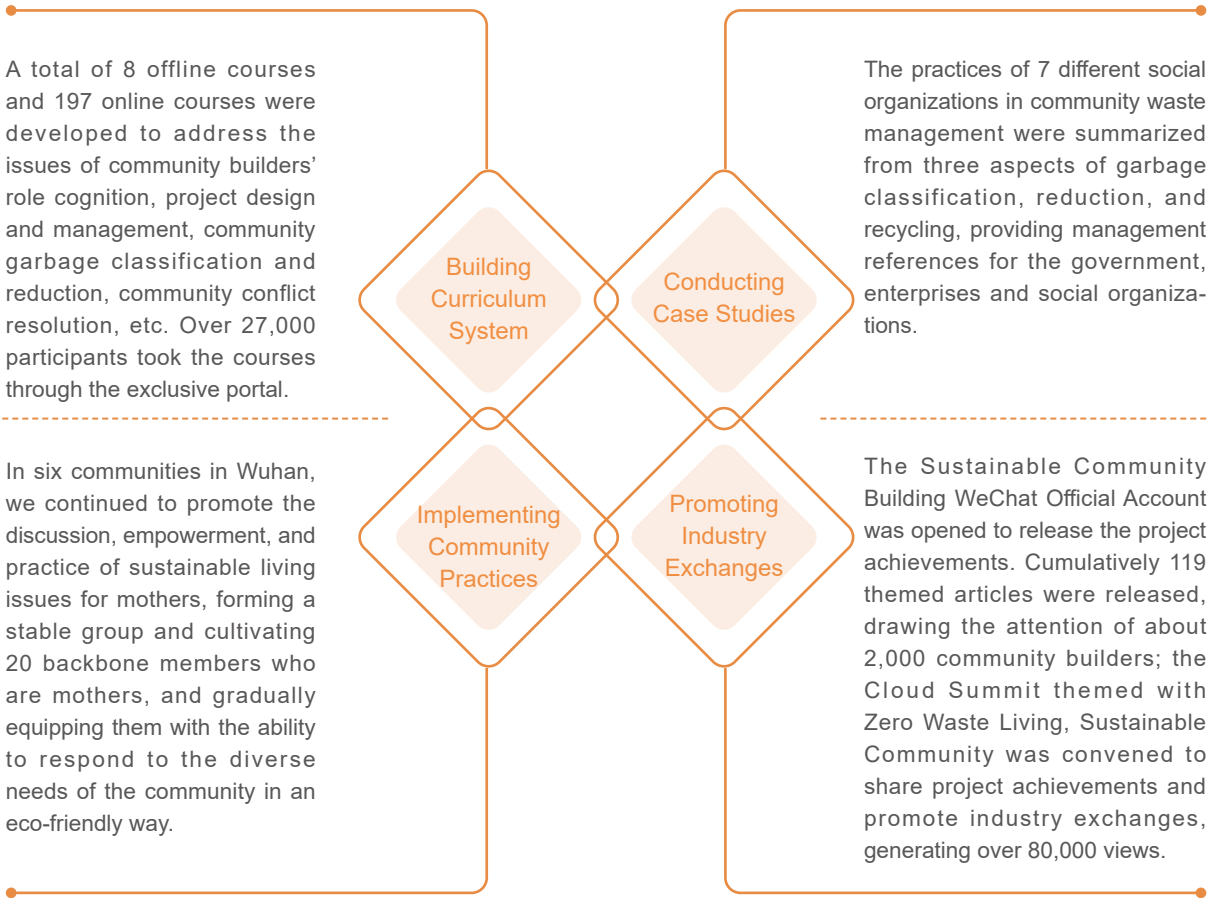 A total of 8 offline courses
and 197 online courses were
developed to address the
issues of community builders’
role cognition, project design
and management, community
garbage classification and
reduction, community conflict
resolution, etc. Over 27,000
participants took the courses
through the exclusive portal.
Building
Curriculum
System
Conducting
Case Studies
The practices of 7 different social
organizations in community waste
management were summarized
from three aspects of garbage
classification, reduction, and
recycling, providing management
references for the government,
enterprises and social organiza-
tions.
In six communities in Wuhan,
we continued to promote the
discussion, empowerment, and
practice of sustainable living
issues for mothers, forming a
stable group and cultivating
20 backbone members who
are mothers, and gradually
equipping them with the ability
to respond to the diverse
needs of the community in an
eco-friendly way.
Implementing
Community
Practices
Promoting
Industry
Exchanges
The Sustainable Community
Building WeChat Official Account
was opened to release the project
achievements. Cumulatively 119
themed articles were released,
drawing the attention of about
2,000 community builders; the
Cloud Summit themed with
Zero Waste Living, Sustainable
Community was convened to
share project achievements and
promote industry exchanges,
generating over 80,000 views.